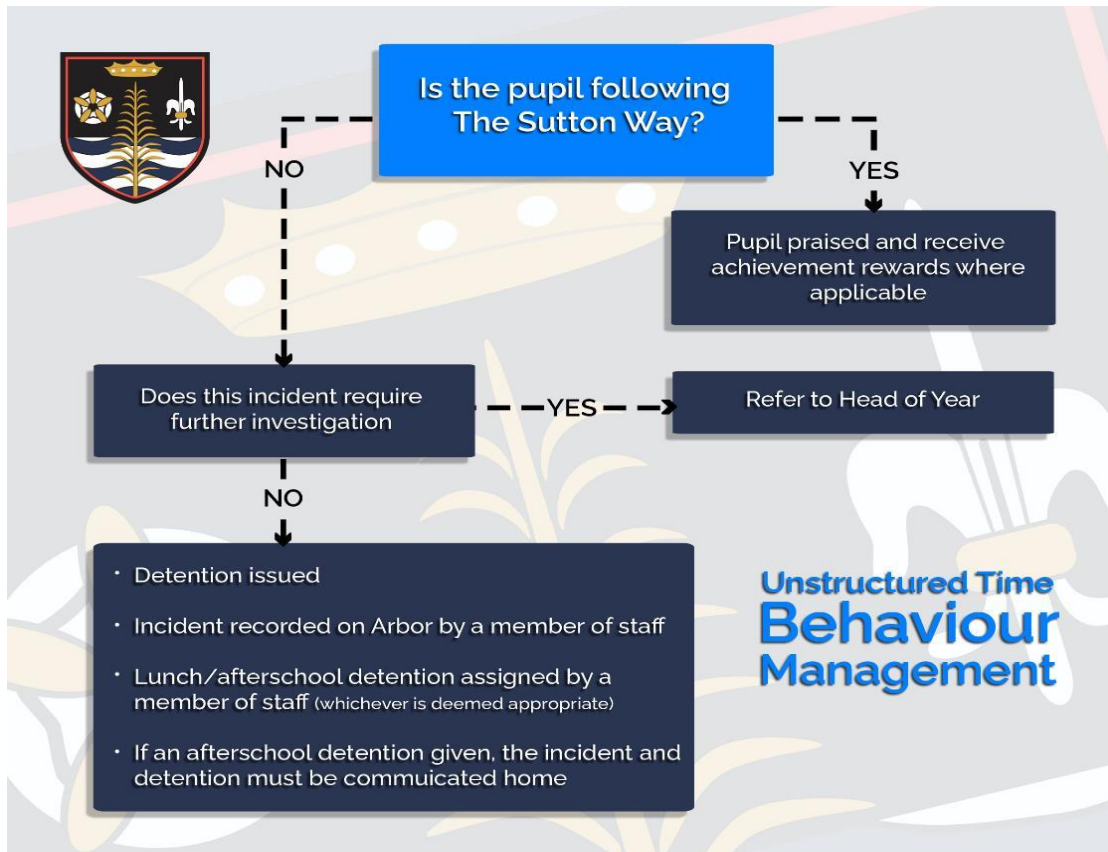 Is the pupil following
The Sutton Way?
NO
YES
Pupil praised and receive
achievement rewards where
applicable
Does this incident require
further investigation
YES
Refer to Head of Year
NO
· Detention issued
· Incident recorded on Arbor by a member of staff
· Lunch/afterschool detention assigned by a
member of staff (whichever is deemed appropriate)
· If an afterschool detention given, the incident and
detention must be commuicated home
Unstructured Time
Behaviour
Management